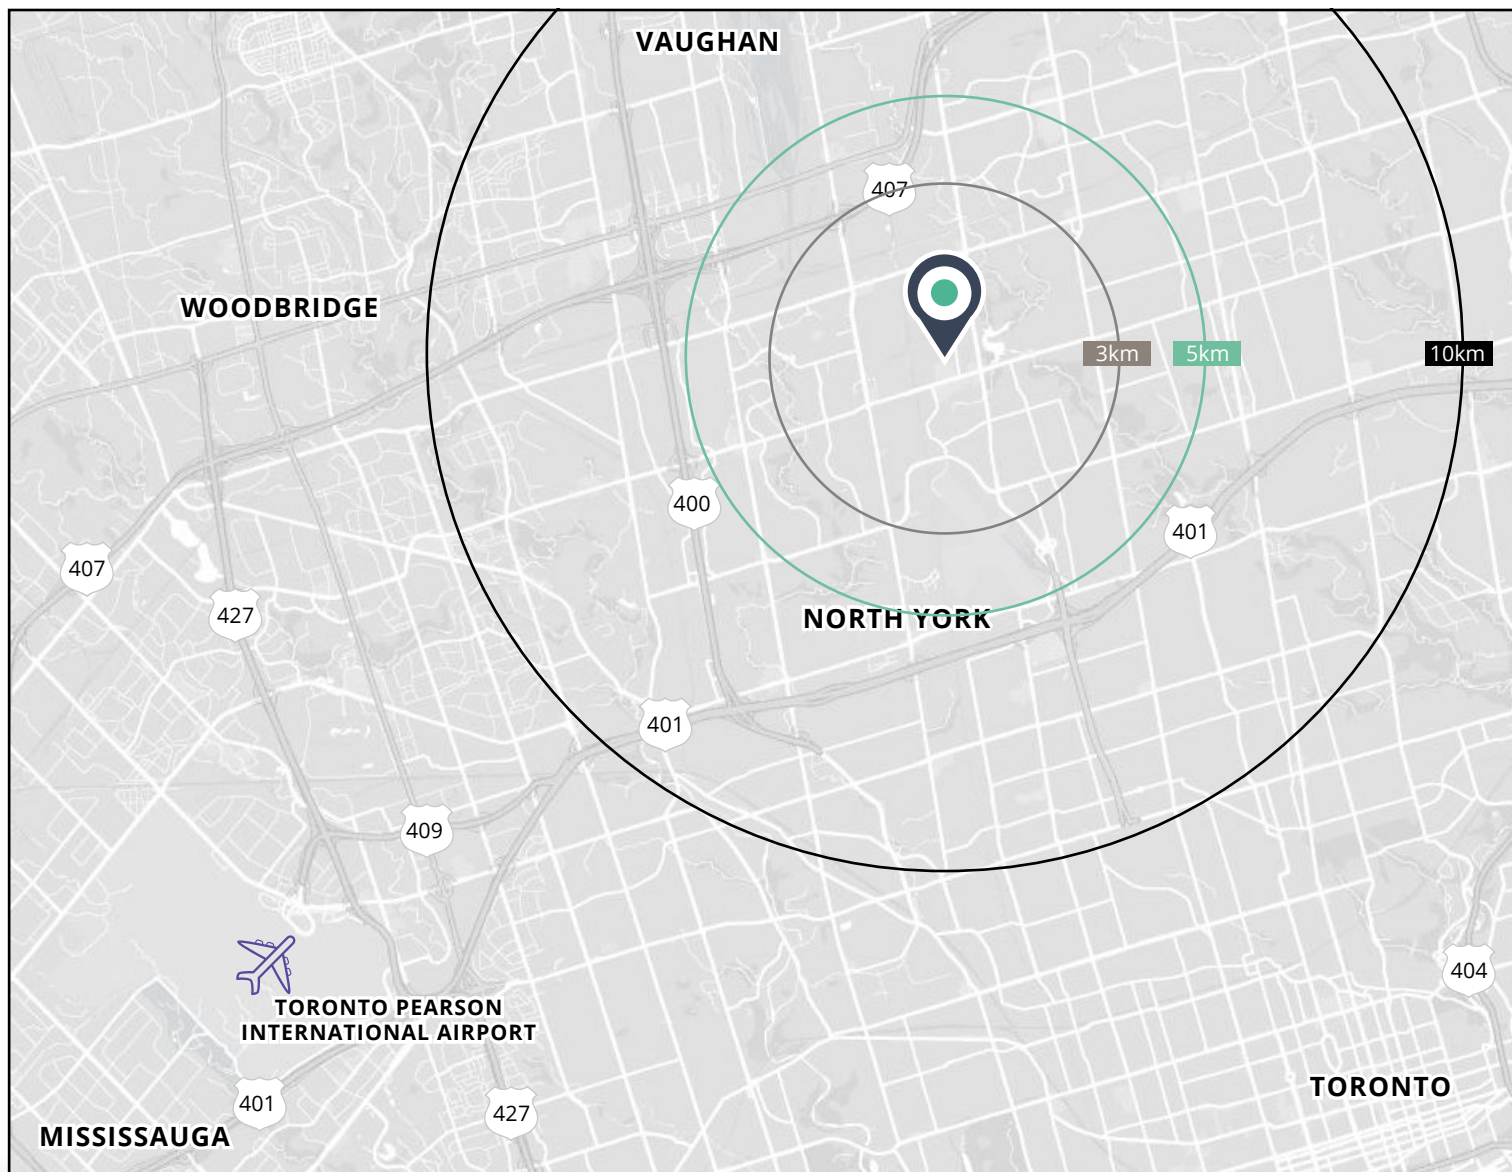 VAUGHAN
407
WOODBRIDGE
3km
5km
10km
400
401
407
427
NORTH YORK
401
409
404
TORONTO PEARSON
INTERNATIONAL AIRPORT
TORONTO
401
427
MISSISSAUGA